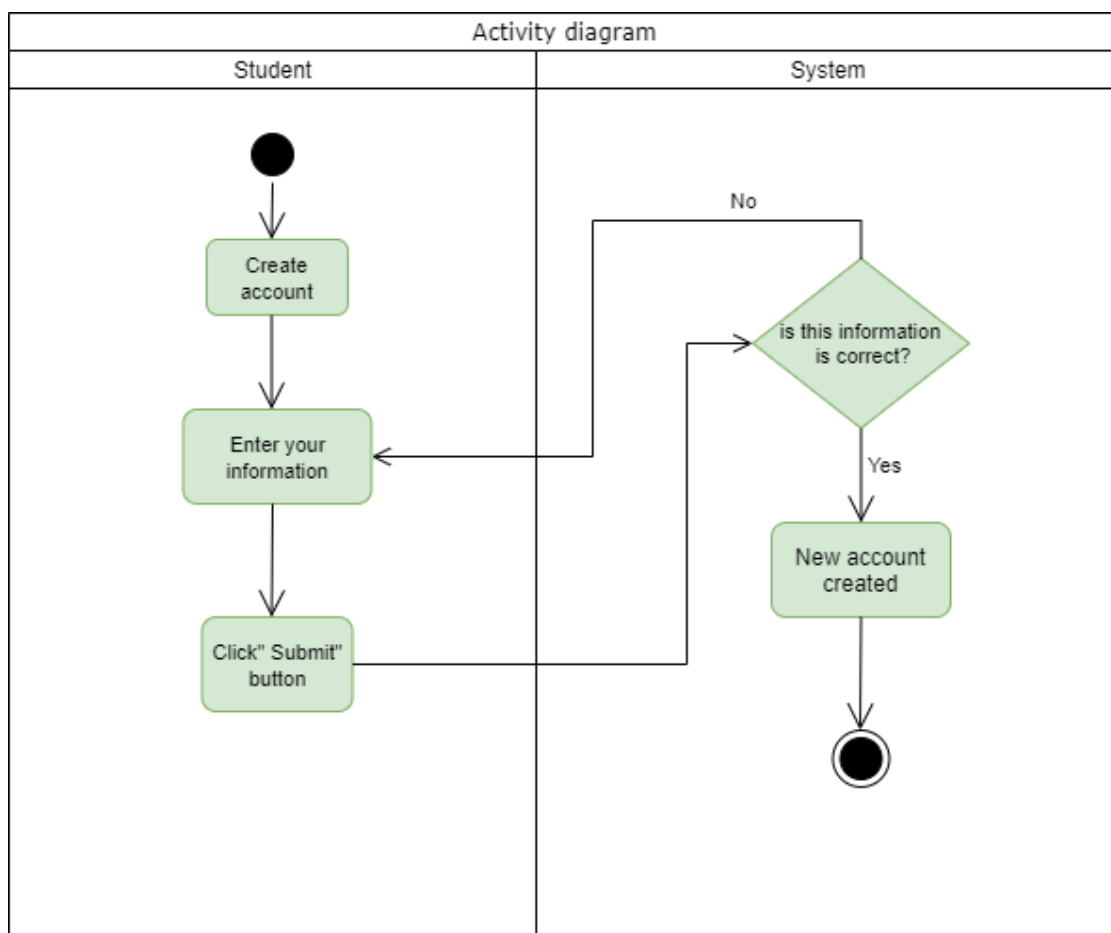 Activity diagram
Student
System
Create
account
Enter your
information
Click" Submit"
button
No
is this information
is correct?
Yes
New account
created